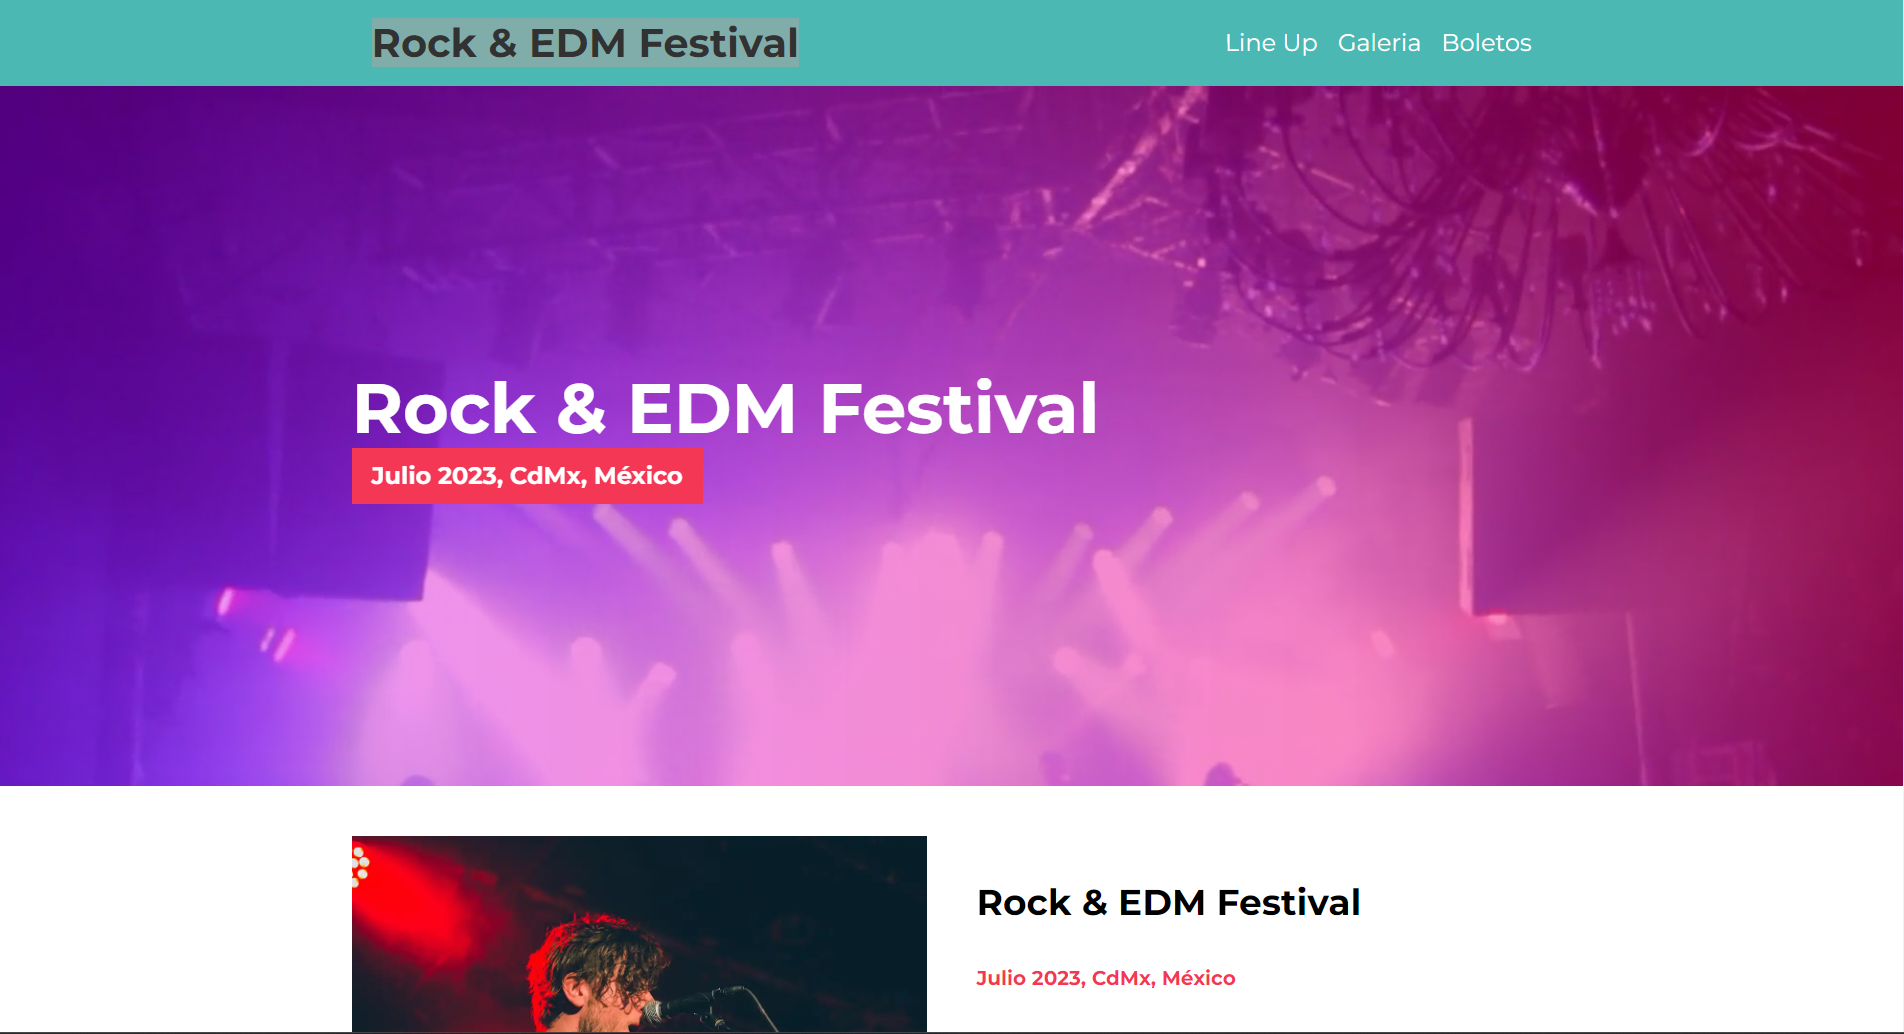 Rock & EDM Festival
Line Up Galeria Boletos
Rock & EDM Festival
Julio 2023, CdMx, México
Rock & EDM Festival
Julio 2023, CdMx, México